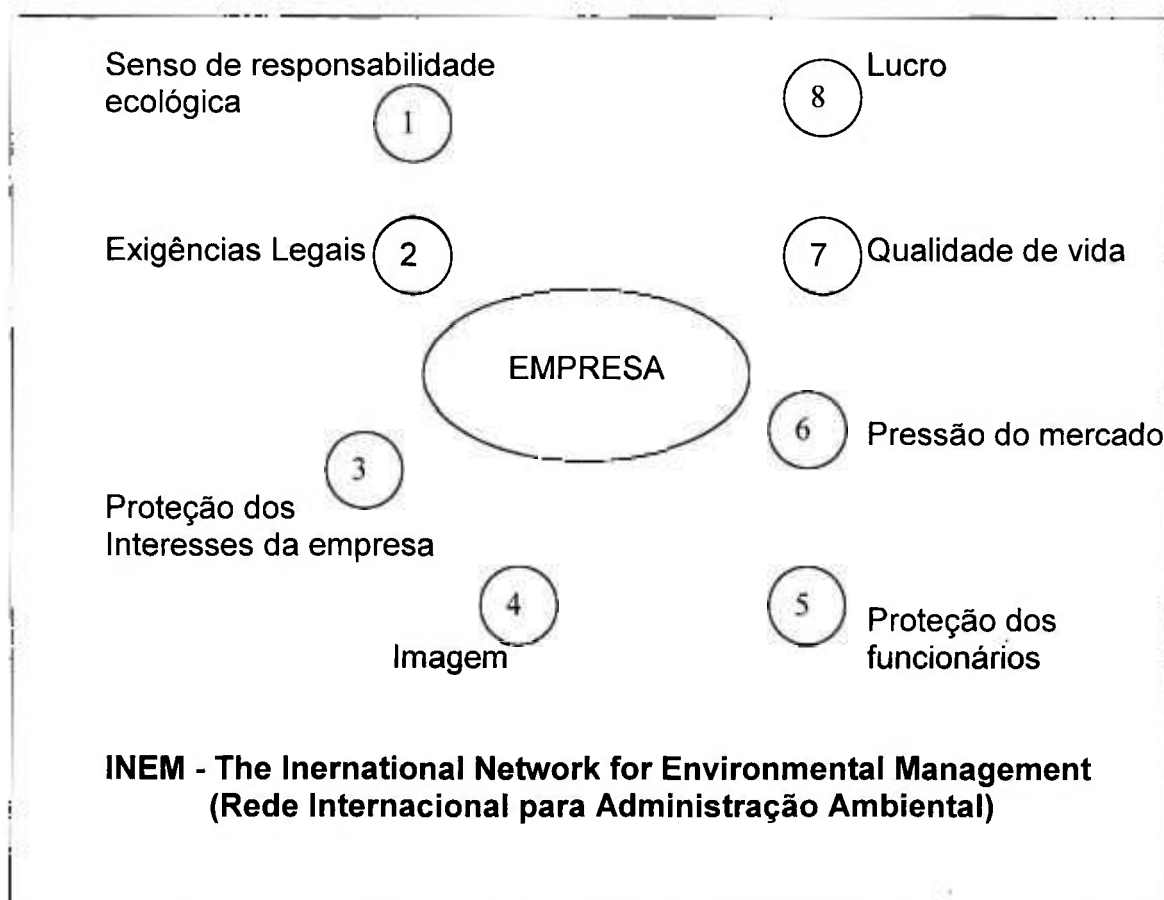 Senso de responsabilidade
ecológica
1
8
Lucro
Exigências Legais
2
7
Qualidade de vida
EMPRESA
6
Pressão do mercado
3
Proteção dos
Interesses da empresa
4
Imagem
5
Proteção dos
funcionários
INEM - The Inernational Network for Environmental Management
(Rede Internacional para Administração Ambiental)